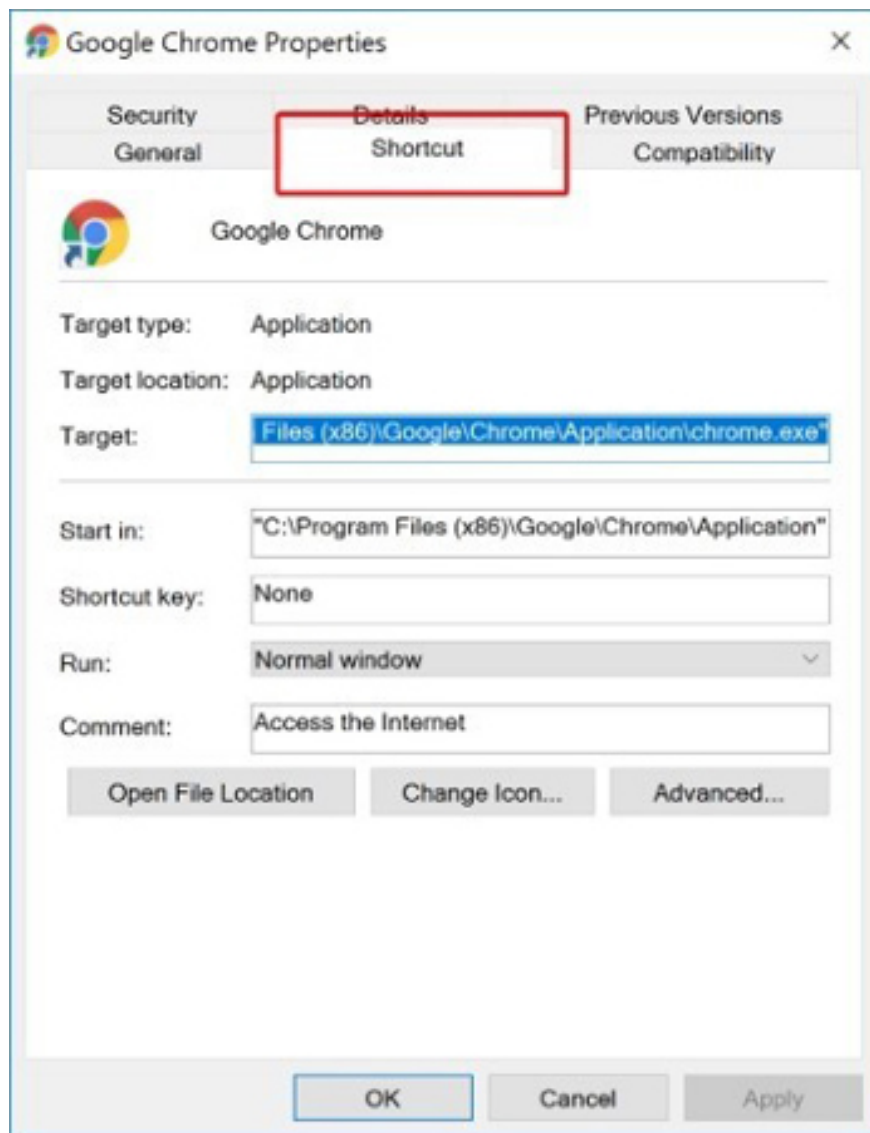 Google Chrome Properties
Security Details Previous Versions
General Shortcut Compatibility
Google Chrome
Target type: Application
Target location: Application
Target: Files (x86)\Google\Chrome\Application\chrome.exe"
Start in: "C:\Program Files (x86)\Google\Chrome\Application"
Shortcut key: None
Run: Normal window
Comment: Access the Internet
Open File Location Change Icon... Advanced...
OK Cancel Apply